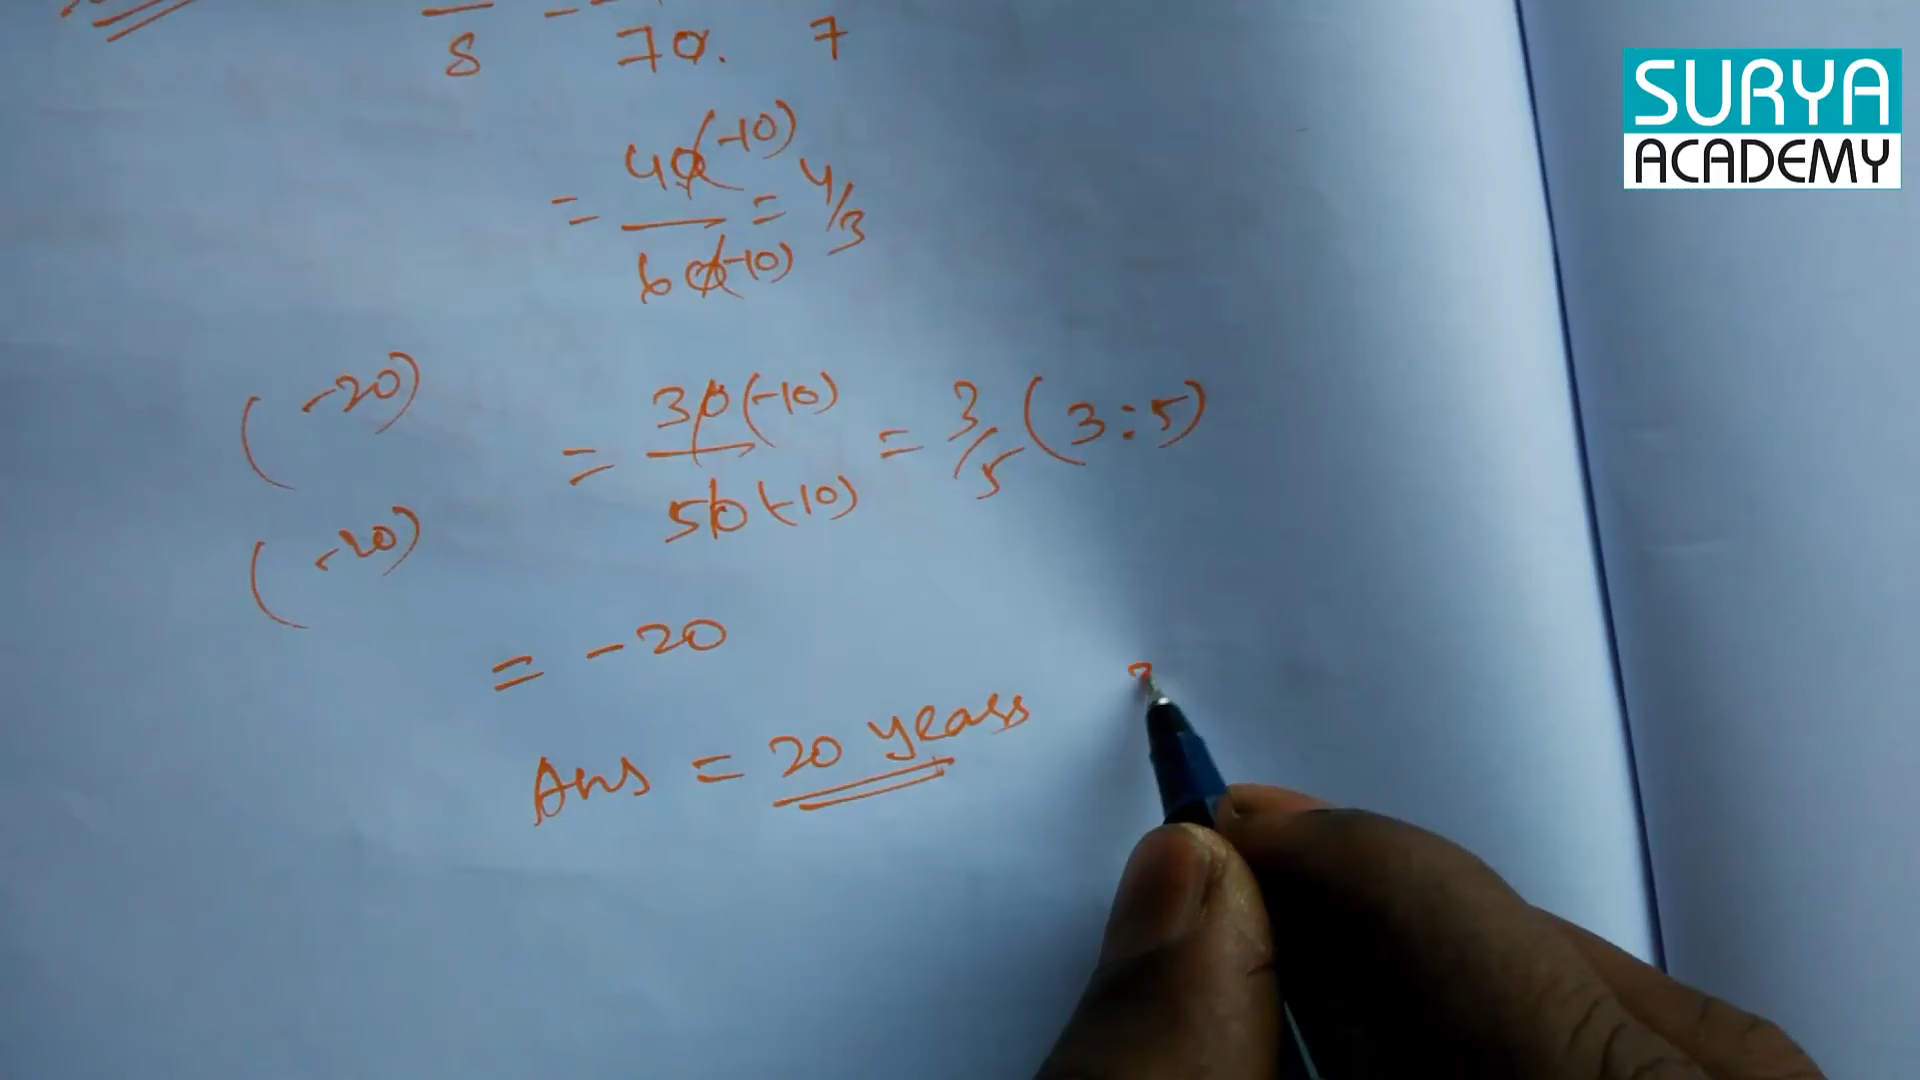 SURYA
ACADEMY
8 - 70. 7
= 40(-10) / 60(-10) = 4/3
(-20) = 30(-10) / 50(-10) = 3/5 (3:5)
(-20)
= -20
Ans = 20 years